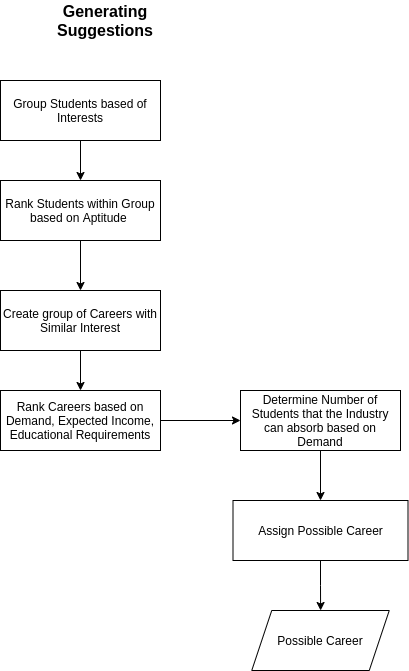 Generating
Suggestions
Group Students based of
Interests
Rank Students within Group
based on Aptitude
Create group of Careers with
Similar Interest
Rank Careers based on
Demand, Expected Income,
Educational Requirements
Determine Number of
Students that the Industry
can absorb based on
Demand
Assign Possible Career
Possible Career